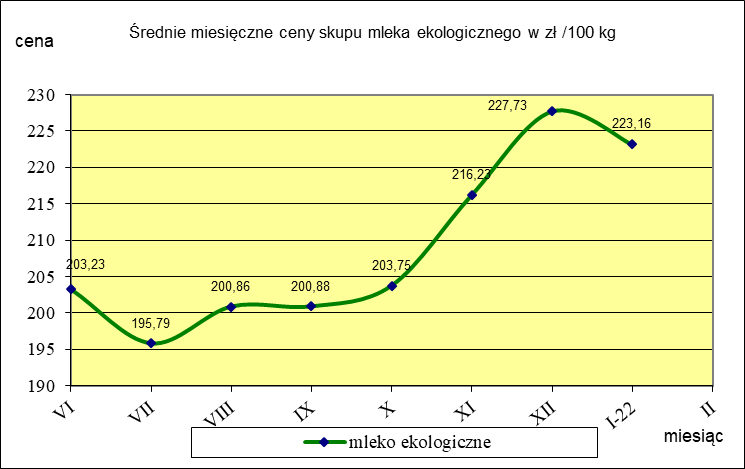 Średnie miesięczne ceny skupu mleka ekologicznego w zł /100 kg
cena
230
225
220
215
210
205
200
195
190
203,23
195,79
200,86
200,88
203,75
216,23
227,73
223,16
VI
VII
VIII
IX
X
XI
XII
I-22
II
miesiąc
mleko ekologiczne